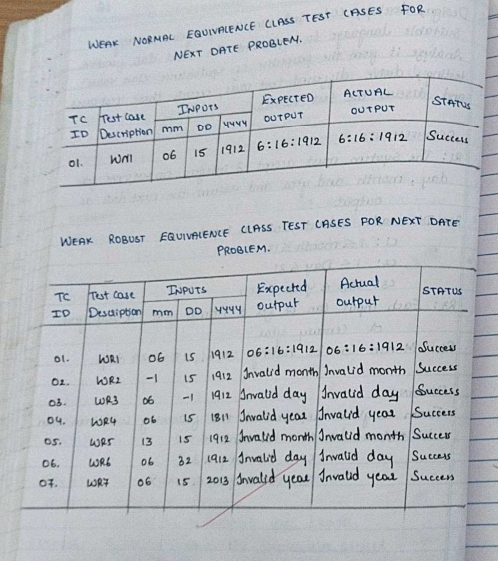 WEAK NORMAL EQUIVALENCE CLASS TEST CASES FOR
NEXT DATE PROBLEM.
TC ID Test Case Description INPUTS mm DD YYYY EXPECTED OUTPUT ACTUAL OUTPUT STATUS
01. WN1 06 15 1912 6:16:1912 6:16:1912 Success
WEAK ROBUST EQUIVALENCE CLASS TEST CASES FOR NEXT DATE
PROBLEM.
TC ID Test Case Description INPUTS mm DD YYYY Expected output Actual output STATUS
01. WR1 06 15 1912 06:16:1912 06:16:1912 Success
02. WR2 -1 15 1912 Invalid month Invalid month Success
03. WR3 06 -1 1912 Invalid day Invalid day Success
04. WR4 06 15 1811 Invalid year Invalid year Success
05. WR5 13 15 1912 Invalid month Invalid month Success
06. WR6 06 32 1912 Invalid day Invalid day Success
07. WR7 06 15 2013 Invalid year Invalid year Success